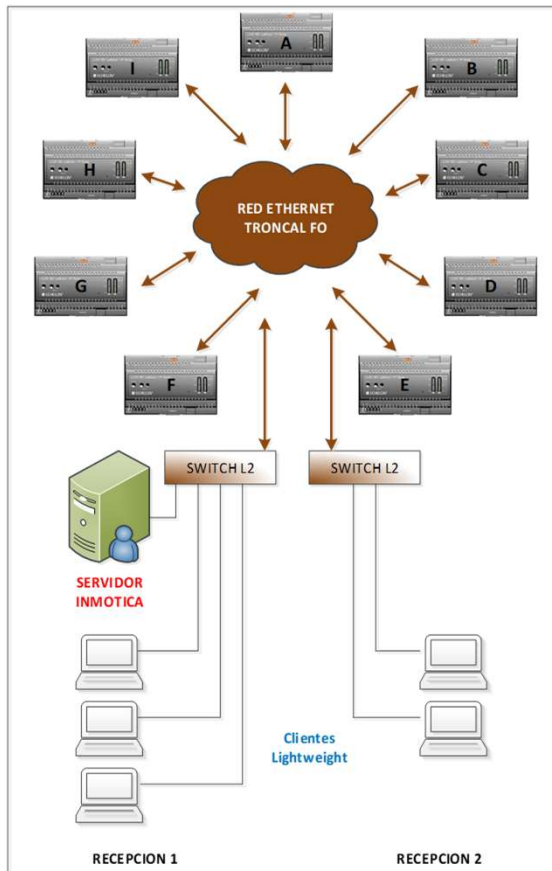 A
I
B
H
C
RED ETHERNET
TRONCAL FO
G
D
F
E
SWITCH L2
SWITCH L2
SERVIDOR
INMOTICA
Clientes
Lightweight
RECEPCION 1
RECEPCION 2